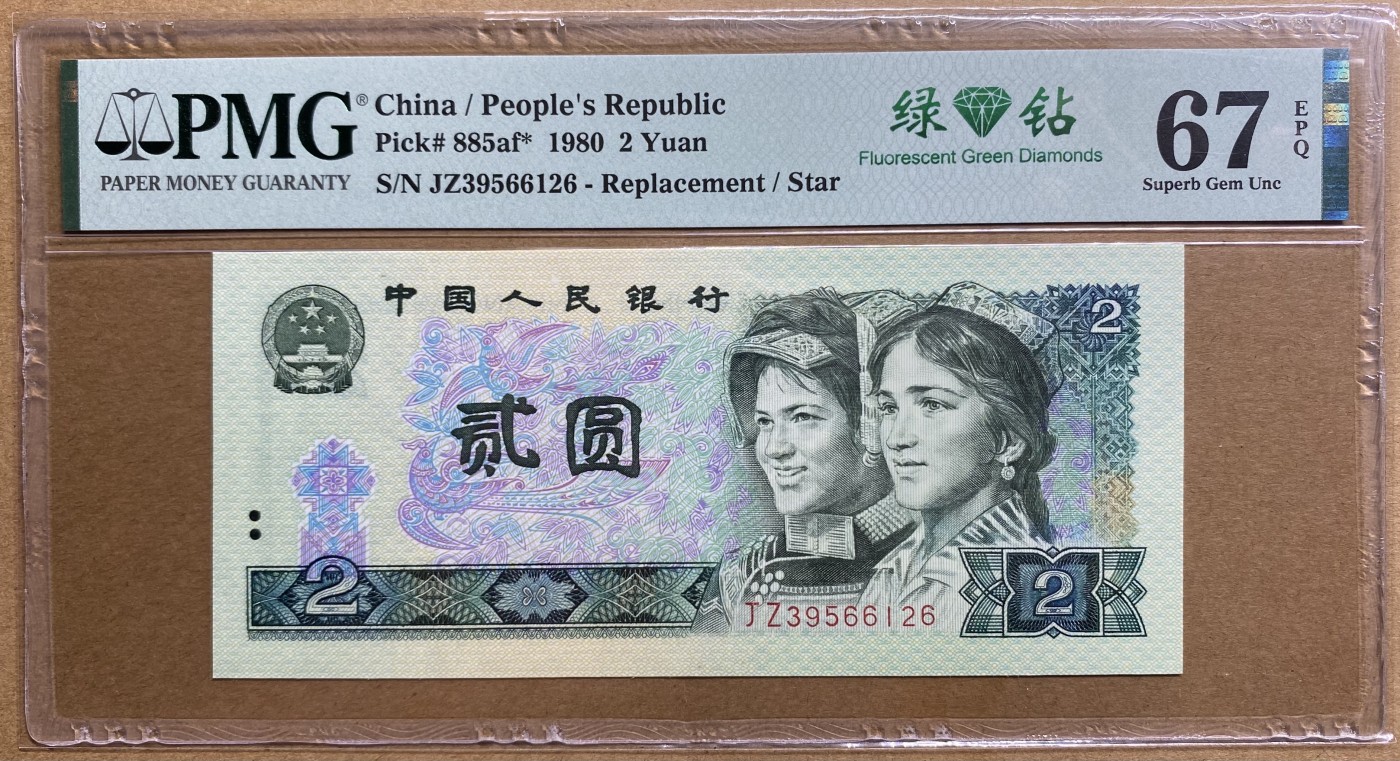 PMG®
PAPER MONEY GUARANTY
China / People's Republic
Pick# 885af* 1980 2 Yuan
S/N JZ39566126 - Replacement / Star
绿钻
Fluorescent Green Diamonds
67
EPQ
Superb Gem Unc
中国人民银行
2
贰圆
2
JZ39566126
2